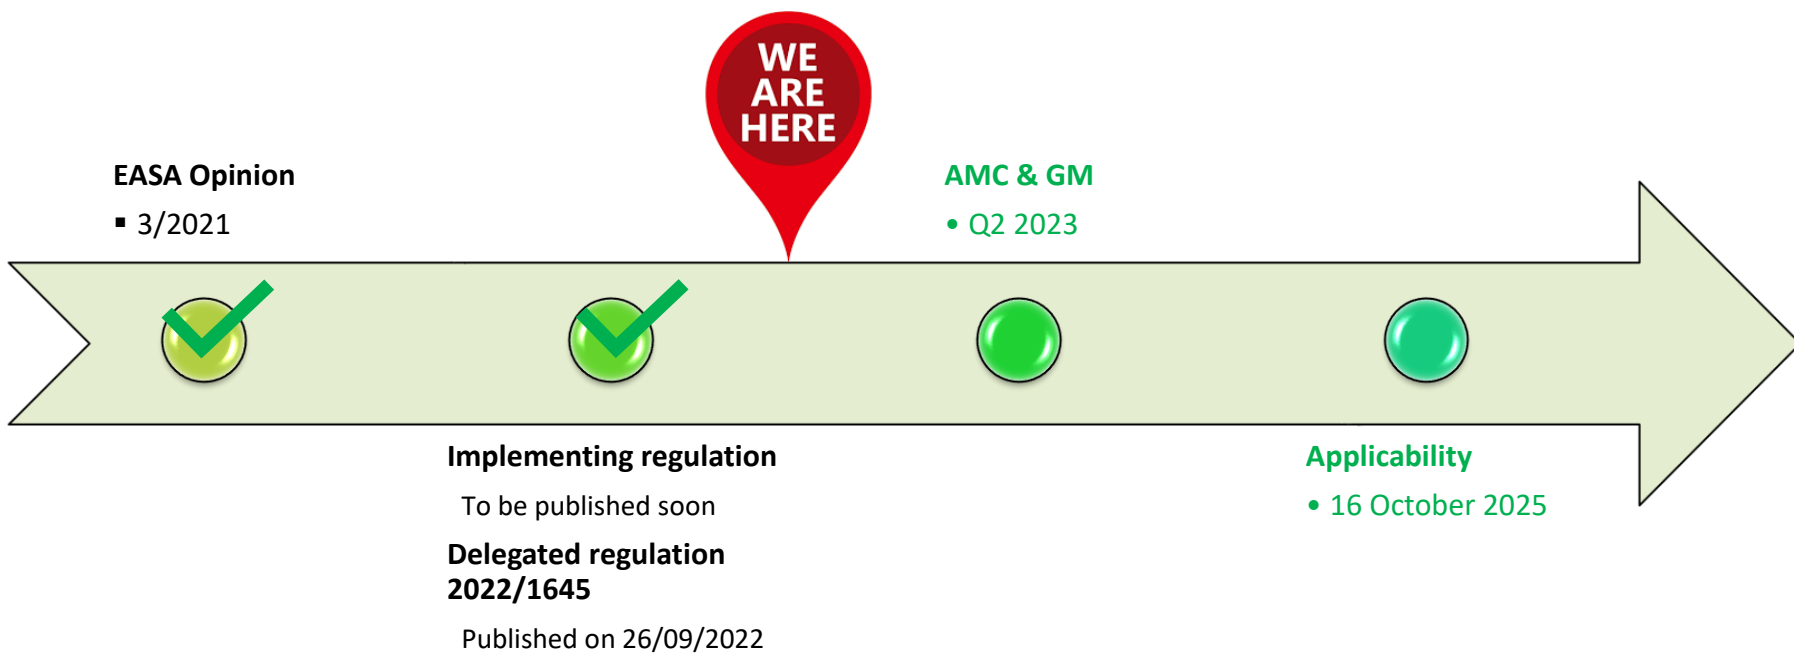 WE
ARE
HERE
EASA Opinion
▪ 3/2021
AMC & GM
• Q2 2023
Implementing regulation
To be published soon
Delegated regulation
2022/1645
Published on 26/09/2022
Applicability
• 16 October 2025